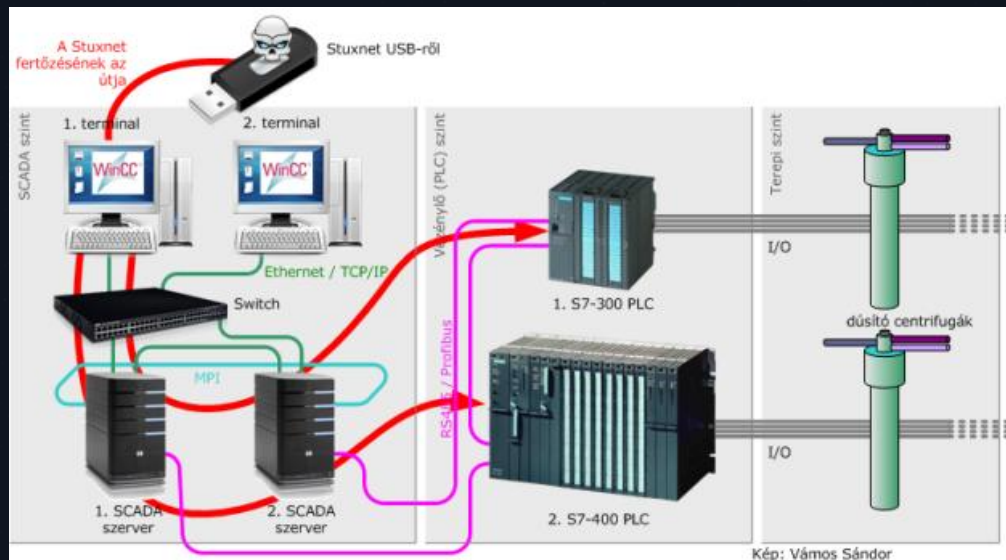 A Stuxnet
fertőzésének az
útja
Stuxnet USB-ről
SCADA szint
1. terminal
2. terminal
WinCC
WinCC
Ethernet / TCP/IP
Switch
MPI
1. SCADA
szerver
2. SCADA
szerver
Vezénylő (PLC) szint
RS485 / Profibus
1. S7-300 PLC
2. S7-400 PLC
Terepi szint
I/O
dúsító centrifugák
I/O
Kép: Vámos Sándor